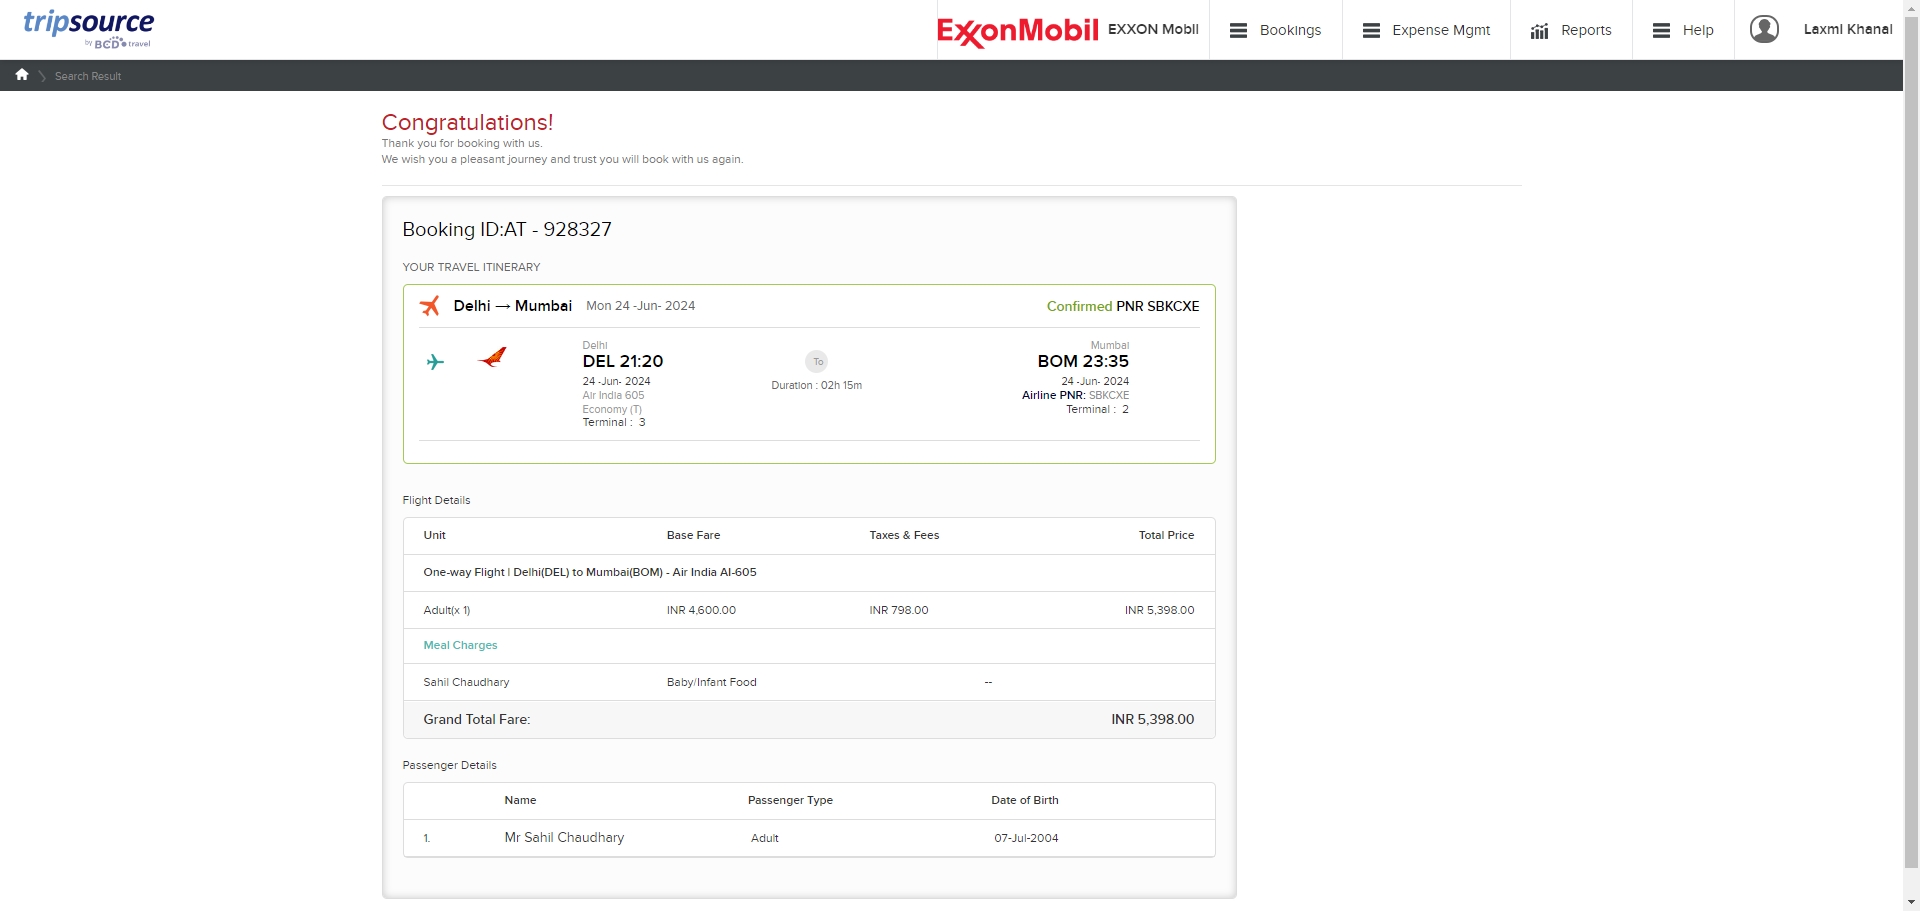 tripsource
by BCD travel
ExxonMobil
EXXON Mobil
Bookings
Expense Mgmt
Reports
Help
Laxmi Khanal
Search Result
Congratulations!
Thank you for booking with us.
We wish you a pleasant journey and trust you will book with us again.
Booking ID:AT - 928327
YOUR TRAVEL ITINERARY
Delhi → Mumbai Mon 24 -Jun- 2024 Confirmed PNR SBKCXE
Delhi
DEL 21:20
24 -Jun- 2024
Air India 605
Economy (T)
Terminal : 3
To
Duration : 02h 15m
Mumbai
BOM 23:35
24 -Jun- 2024
Airline PNR: SBKCXE
Terminal : 2
Flight Details
Unit Base Fare Taxes & Fees Total Price
One-way Flight | Delhi(DEL) to Mumbai(BOM) - Air India AI-605
Adult(x 1) INR 4,600.00 INR 798.00 INR 5,398.00
Meal Charges
Sahil Chaudhary Baby/Infant Food --
Grand Total Fare: INR 5,398.00
Passenger Details
Name Passenger Type Date of Birth
1. Mr Sahil Chaudhary Adult 07-Jul-2004